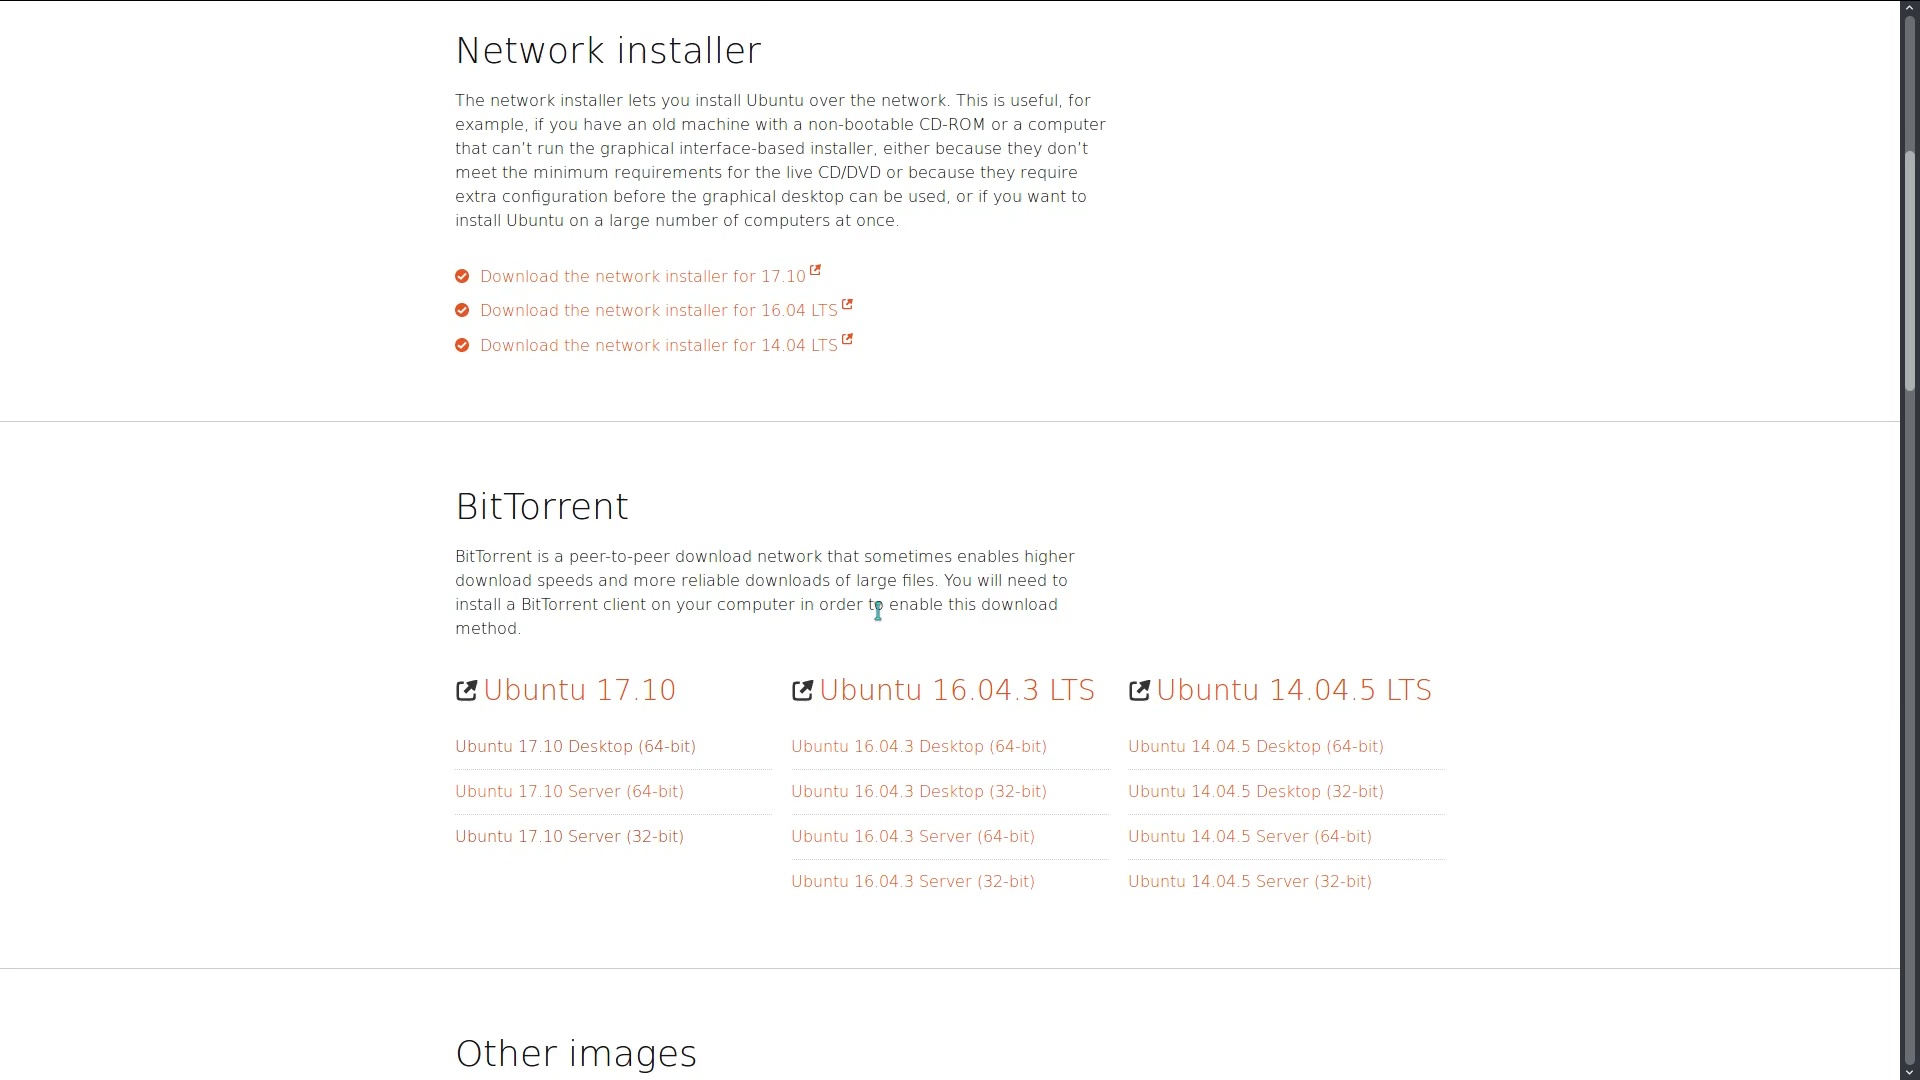 Network installer
The network installer lets you install Ubuntu over the network. This is useful, for
example, if you have an old machine with a non-bootable CD-ROM or a computer
that can’t run the graphical interface-based installer, either because they don’t
meet the minimum requirements for the live CD/DVD or because they require
extra configuration before the graphical desktop can be used, or if you want to
install Ubuntu on a large number of computers at once.
Download the network installer for 17.10
Download the network installer for 16.04 LTS
Download the network installer for 14.04 LTS
BitTorrent
BitTorrent is a peer-to-peer download network that sometimes enables higher
download speeds and more reliable downloads of large files. You will need to
install a BitTorrent client on your computer in order to enable this download
method.
Ubuntu 17.10
Ubuntu 17.10 Desktop (64-bit)
Ubuntu 17.10 Server (64-bit)
Ubuntu 17.10 Server (32-bit)
Ubuntu 16.04.3 LTS
Ubuntu 16.04.3 Desktop (64-bit)
Ubuntu 16.04.3 Desktop (32-bit)
Ubuntu 16.04.3 Server (64-bit)
Ubuntu 16.04.3 Server (32-bit)
Ubuntu 14.04.5 LTS
Ubuntu 14.04.5 Desktop (64-bit)
Ubuntu 14.04.5 Desktop (32-bit)
Ubuntu 14.04.5 Server (64-bit)
Ubuntu 14.04.5 Server (32-bit)
Other images